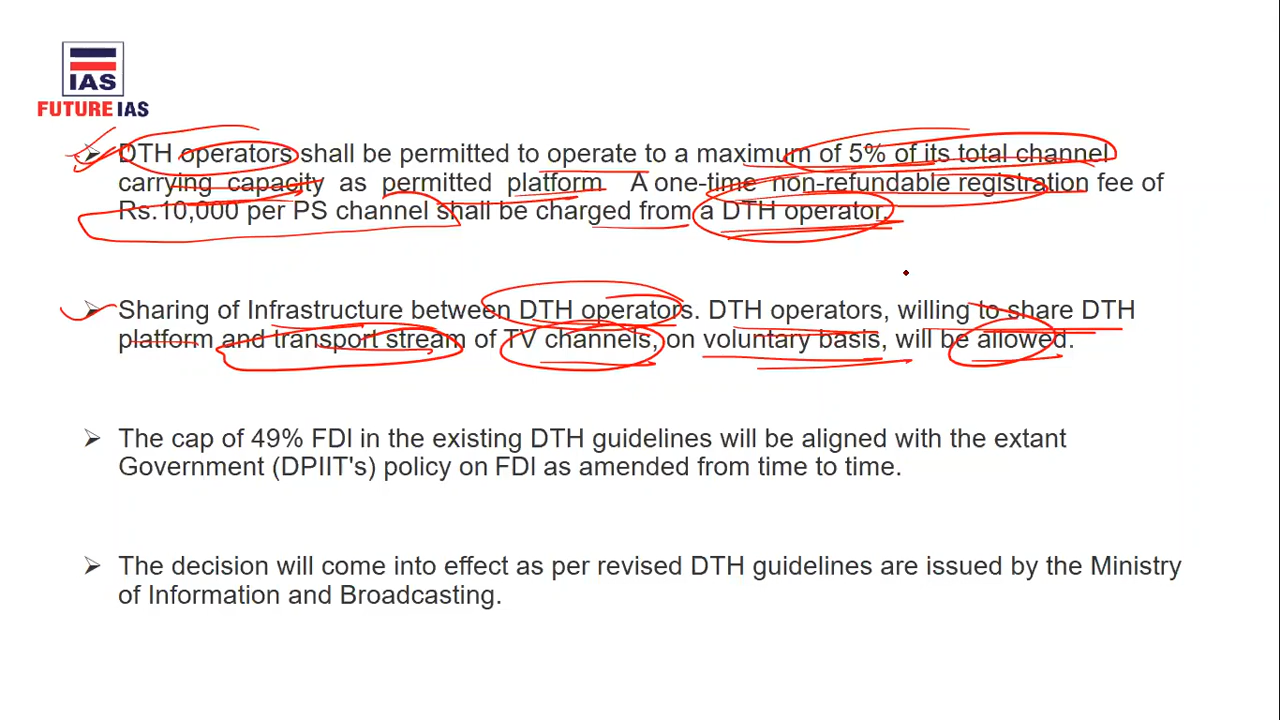 IAS
FUTURE IAS
➢ DTH operators shall be permitted to operate to a maximum of 5% of its total channel
carrying capacity as permitted platform A one-time non-refundable registration fee of
Rs.10,000 per PS channel shall be charged from a DTH operator.
➢ Sharing of Infrastructure between DTH operators. DTH operators, willing to share DTH
platform and transport stream of TV channels, on voluntary basis, will be allowed.
➢ The cap of 49% FDI in the existing DTH guidelines will be aligned with the extant
Government (DPIIT's) policy on FDI as amended from time to time.
➢ The decision will come into effect as per revised DTH guidelines are issued by the Ministry
of Information and Broadcasting.